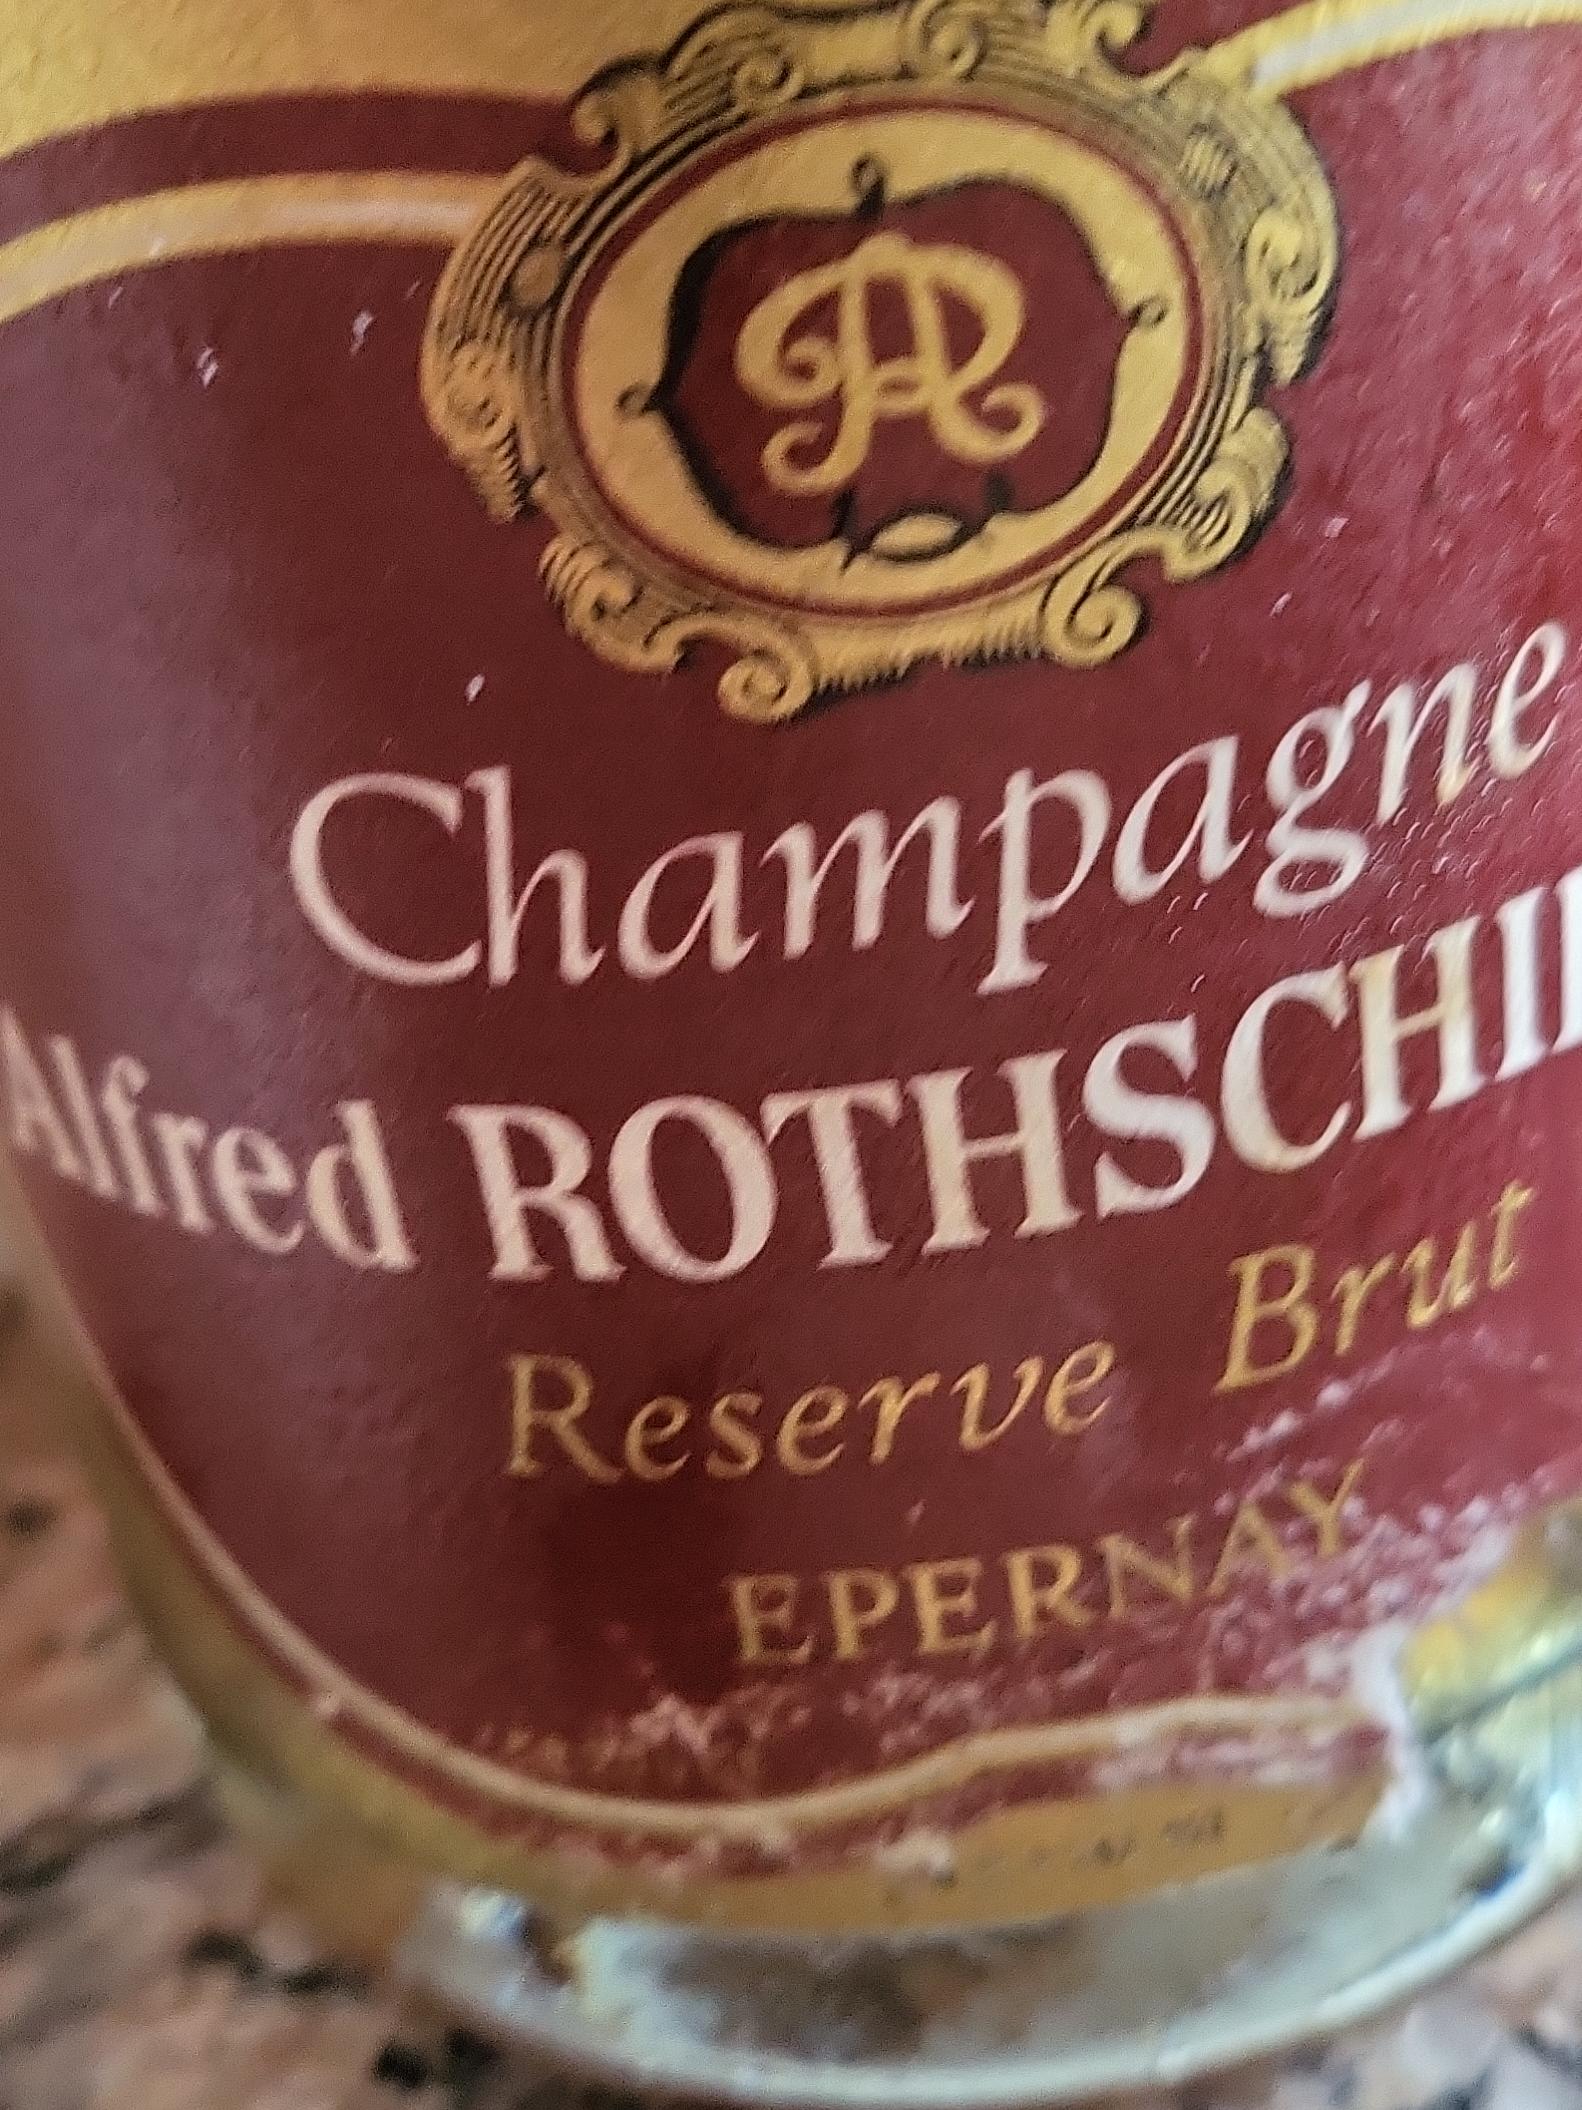 AR
Champagne
Alfred ROTHSCHI
Reserve Brut
EPERNAY